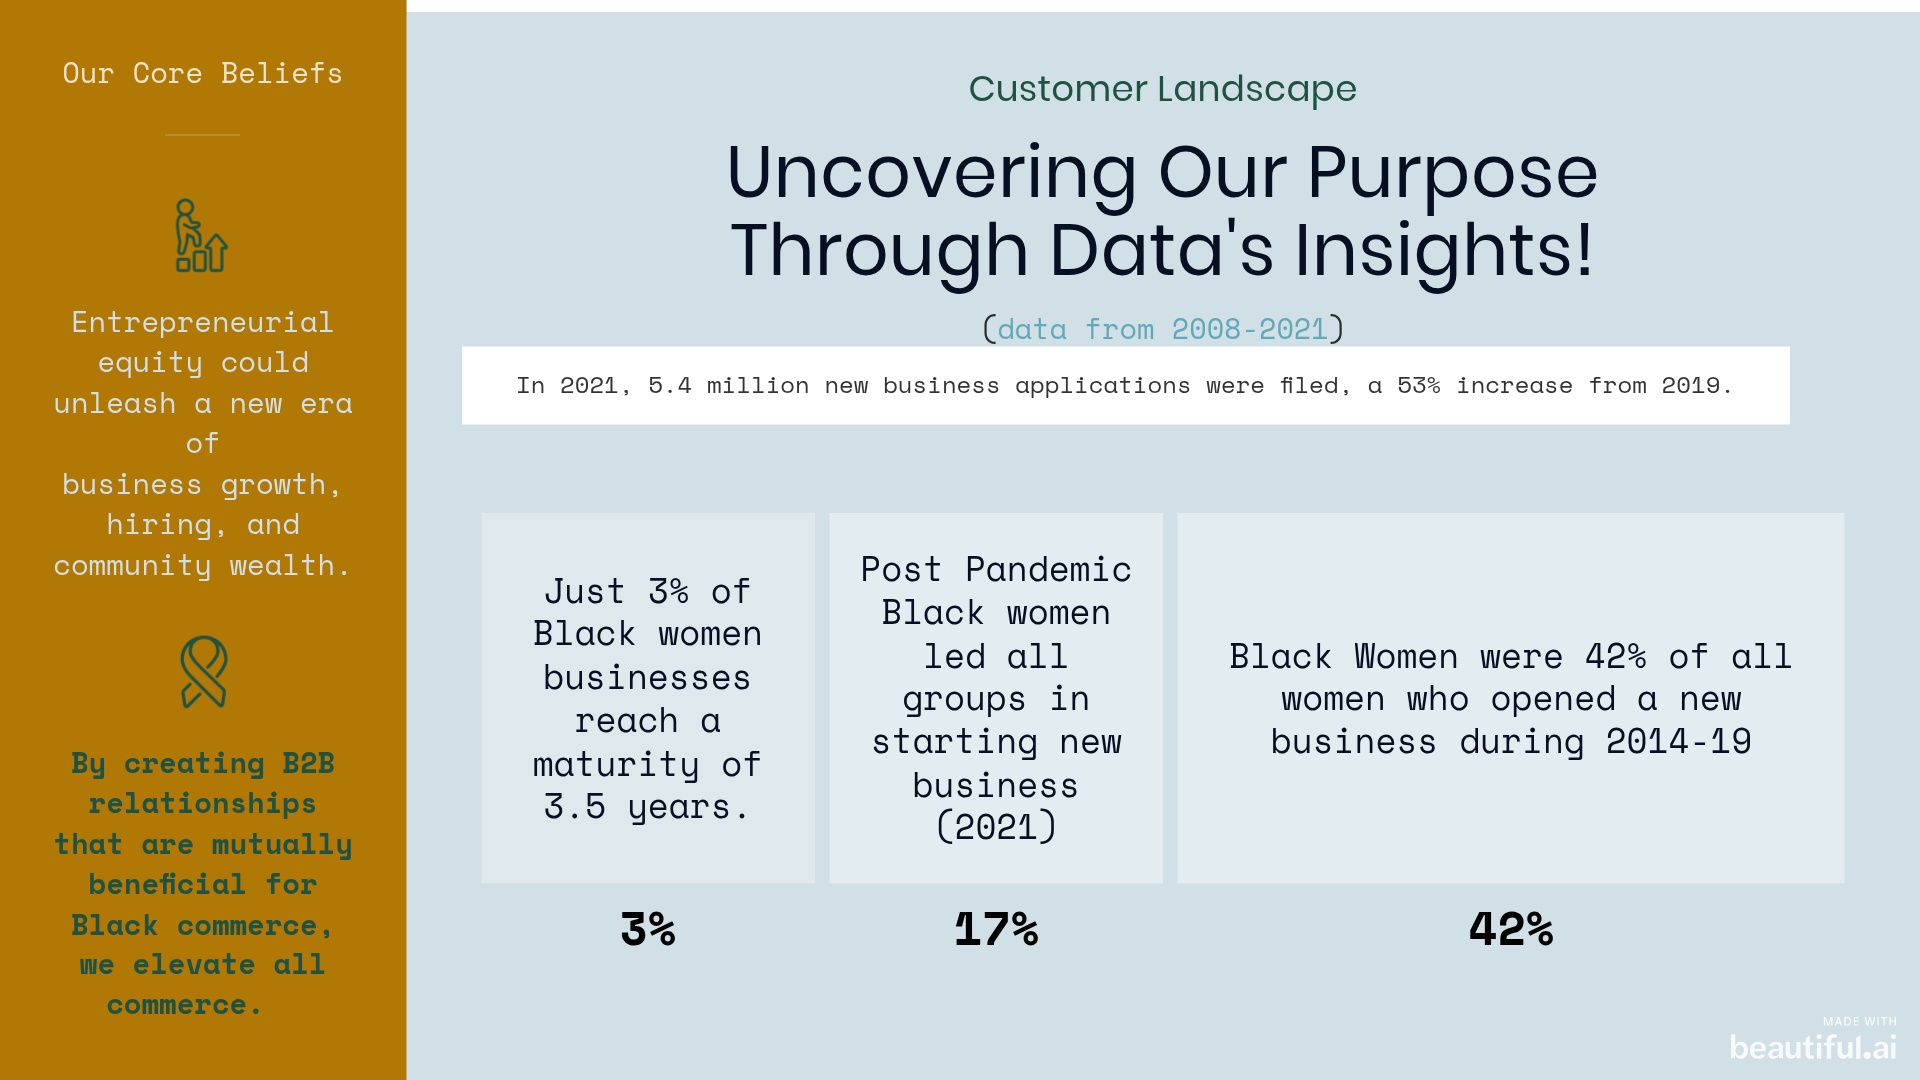 Our Core Beliefs
Entrepreneurial
equity could
unleash a new era
of
business growth,
hiring, and
community wealth.
By creating B2B
relationships
that are mutually
beneficial for
Black commerce,
we elevate all
commerce.
Customer Landscape
Uncovering Our Purpose
Through Data's Insights!
(data from 2008-2021)
In 2021, 5.4 million new business applications were filed, a 53% increase from 2019.
Just 3% of
Black women
businesses
reach a
maturity of
3.5 years.
3%
Post Pandemic
Black women
led all
groups in
starting new
business
(2021)
17%
Black Women were 42% of all
women who opened a new
business during 2014-19
42%
MADE WITH
beautiful.ai